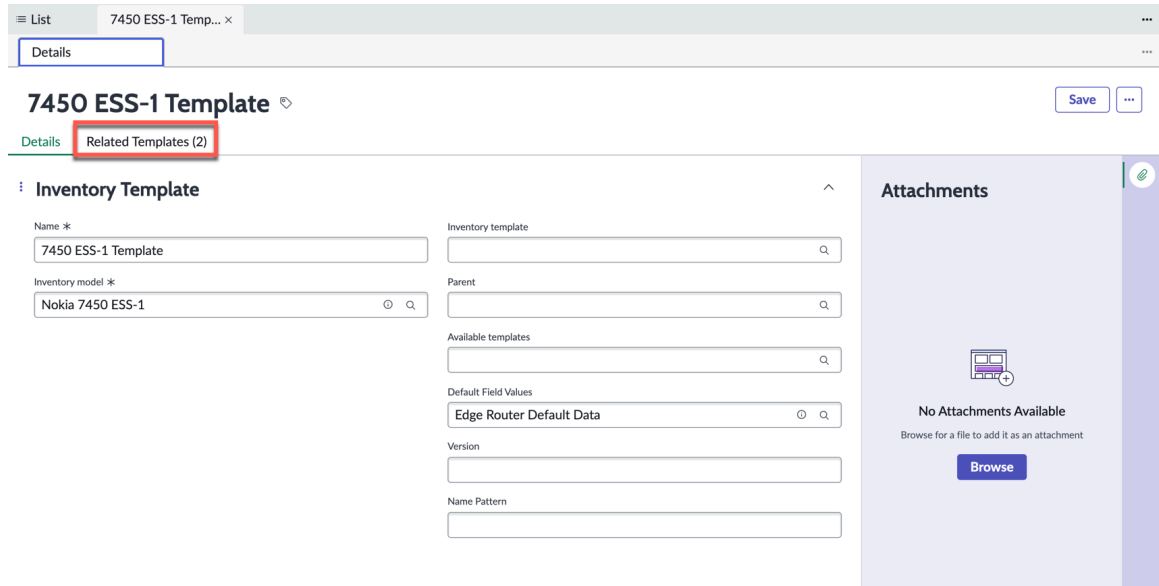 List
7450 ESS-1 Temp... ×
Details
7450 ESS-1 Template
Save
Details
Related Templates (2)
Inventory Template
Name *
7450 ESS-1 Template
Inventory model *
Nokia 7450 ESS-1
Inventory template
Parent
Available templates
Default Field Values
Edge Router Default Data
Version
Name Pattern
Attachments
No Attachments Available
Browse for a file to add it as an attachment
Browse